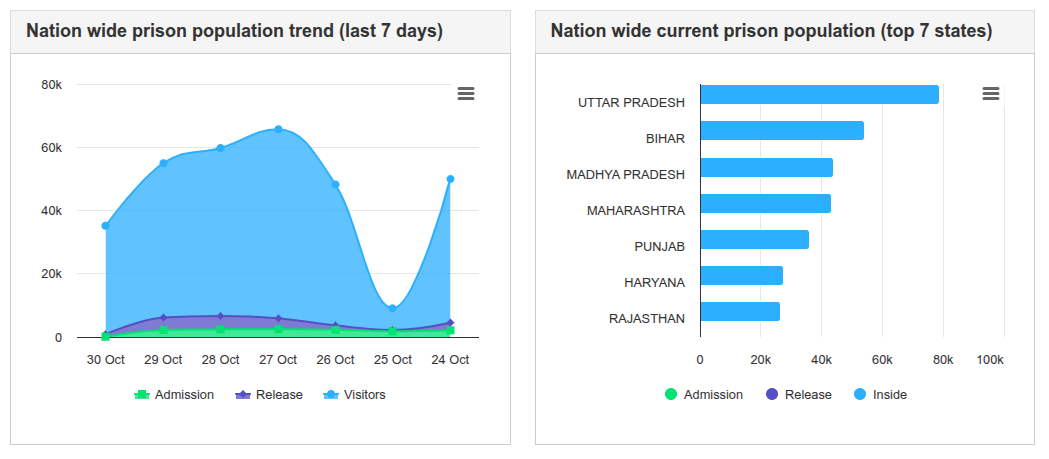 Nation wide prison population trend (last 7 days)
80k
60k
40k
20k
0
30 Oct 29 Oct 28 Oct 27 Oct 26 Oct 25 Oct 24 Oct
Admission Release Visitors
Nation wide current prison population (top 7 states)
UTTAR PRADESH
BIHAR
MADHYA PRADESH
MAHARASHTRA
PUNJAB
HARYANA
RAJASTHAN
0 20k 40k 60k 80k 100k
Admission Release Inside